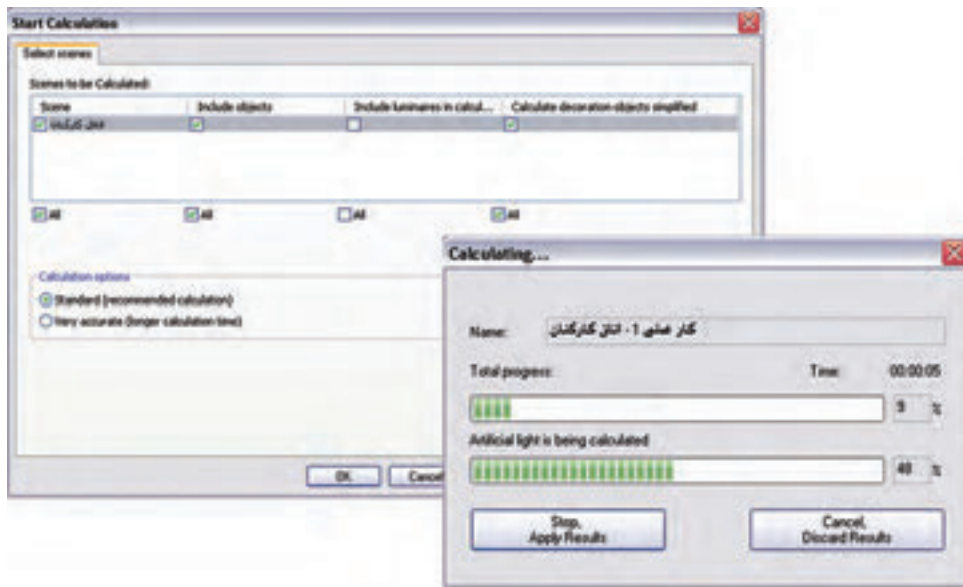 Start Calculation
Select scenes
Scenes to be Calculated:
Scene Include objects Include luminaires in calcul... Calculate decoration objects simplified
All All All All
Calculation options
Standard (recommended calculation)
Very accurate (longer calculation time)
OK Cancel
Calculating...
Name: کار عملی 1 - اتاق کارکنان
Total progress: Time: 00:00:05
9 %
Artificial light is being calculated
48 %
Stop, Apply Results
Cancel, Discard Results